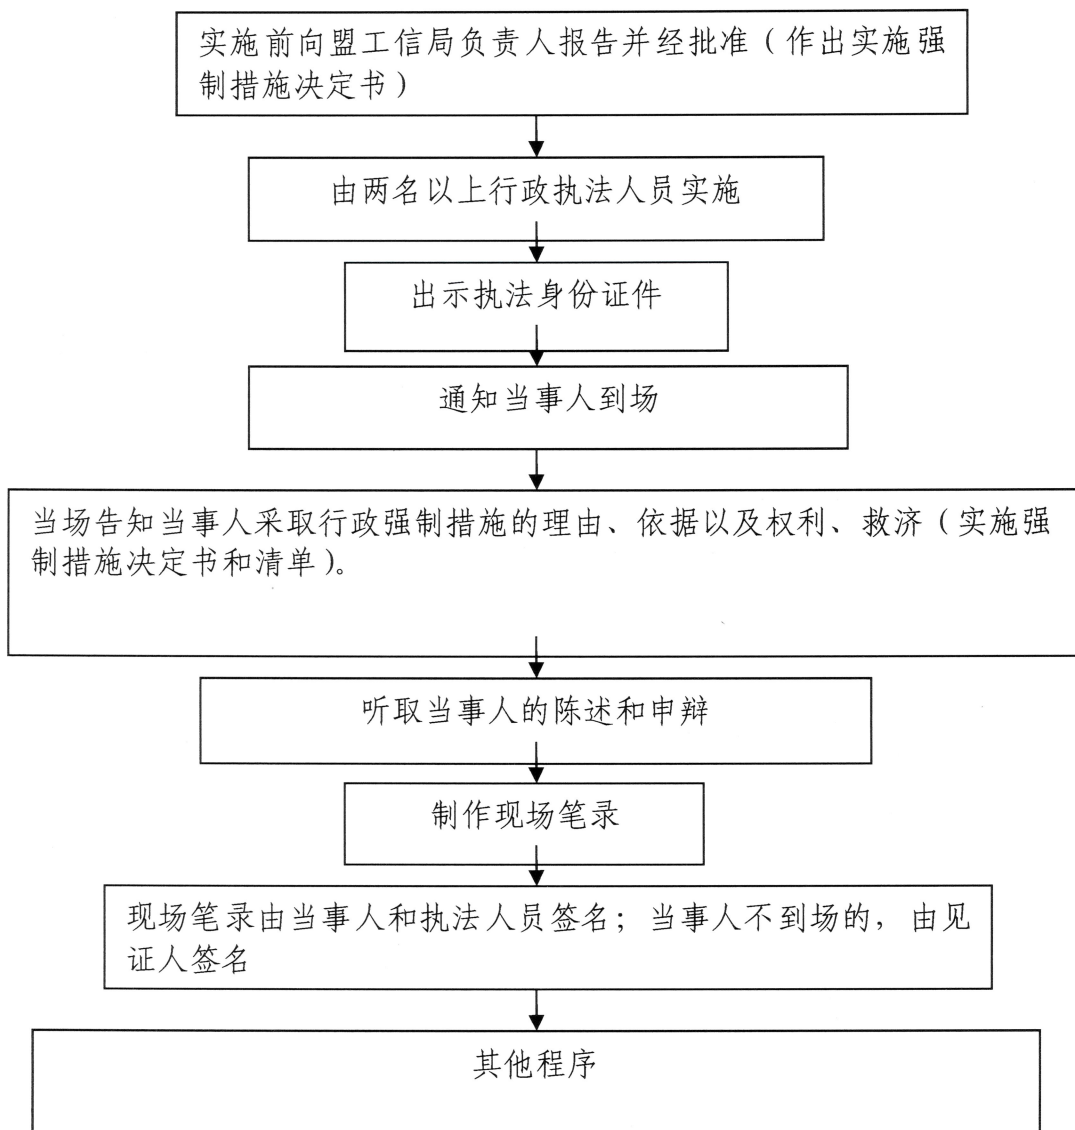 实施前向盟工信局负责人报告并经批准（作出实施强
制措施决定书）
由两名以上行政执法人员实施
出示执法身份证件
通知当事人到场
当场告知当事人采取行政强制措施的理由、依据以及权利、救济（实施强
制措施决定书和清单）。
听取当事人的陈述和申辩
制作现场笔录
现场笔录由当事人和执法人员签名；当事人不到场的，由见
证人签名
其他程序